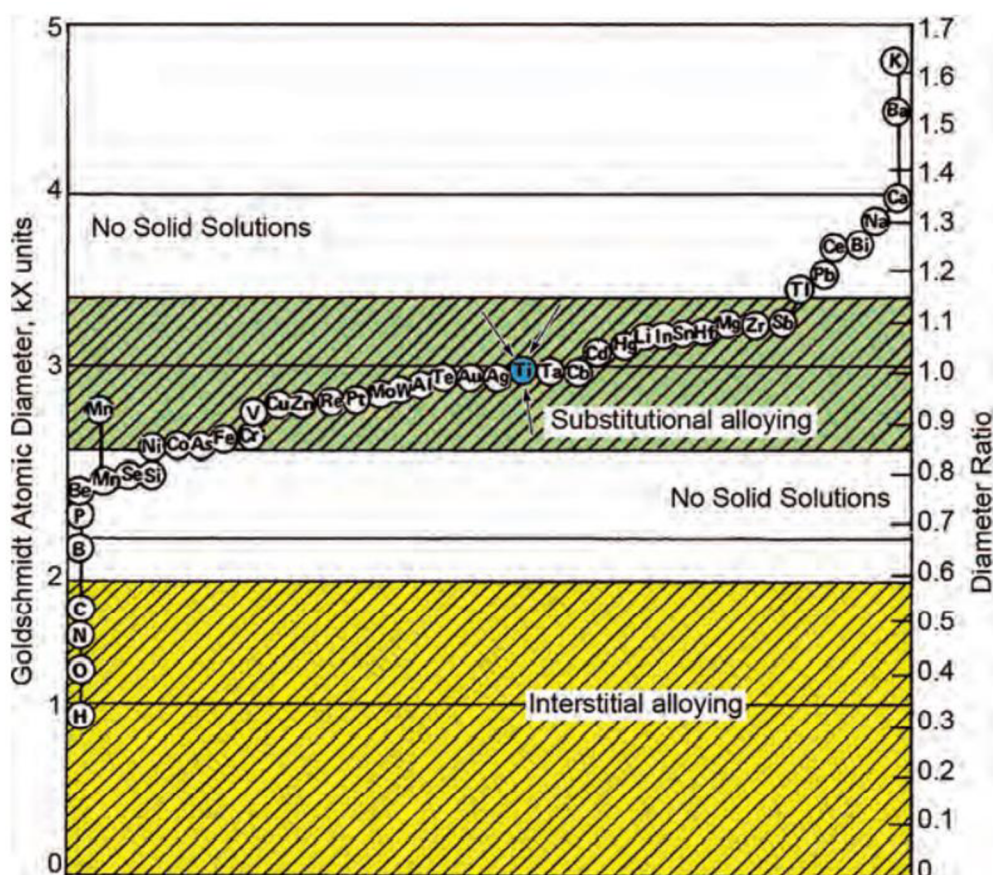 Goldschmidt Atomic Diameter, kX units
5
4
3
2
1
0
No Solid Solutions
K
Ba
Ca
Na
Ce Bi
Pb
Tl
Mn
Ni Co As Fe Cr
V
Cu Zn Re Pt Mo W Al Te Au Ag Ti Ta Cb
Cd Hg Li In Sn Hf Mg Zr Sb
Substitutional alloying
Be Mn Se Si
P
B
No Solid Solutions
C
N
O
H
Interstitial alloying
1.7
1.6
1.5
1.4
1.3
1.2
1.1
1.0
0.9
0.8
0.7
0.6
0.5
0.4
0.3
0.2
0.1
0
Diameter Ratio